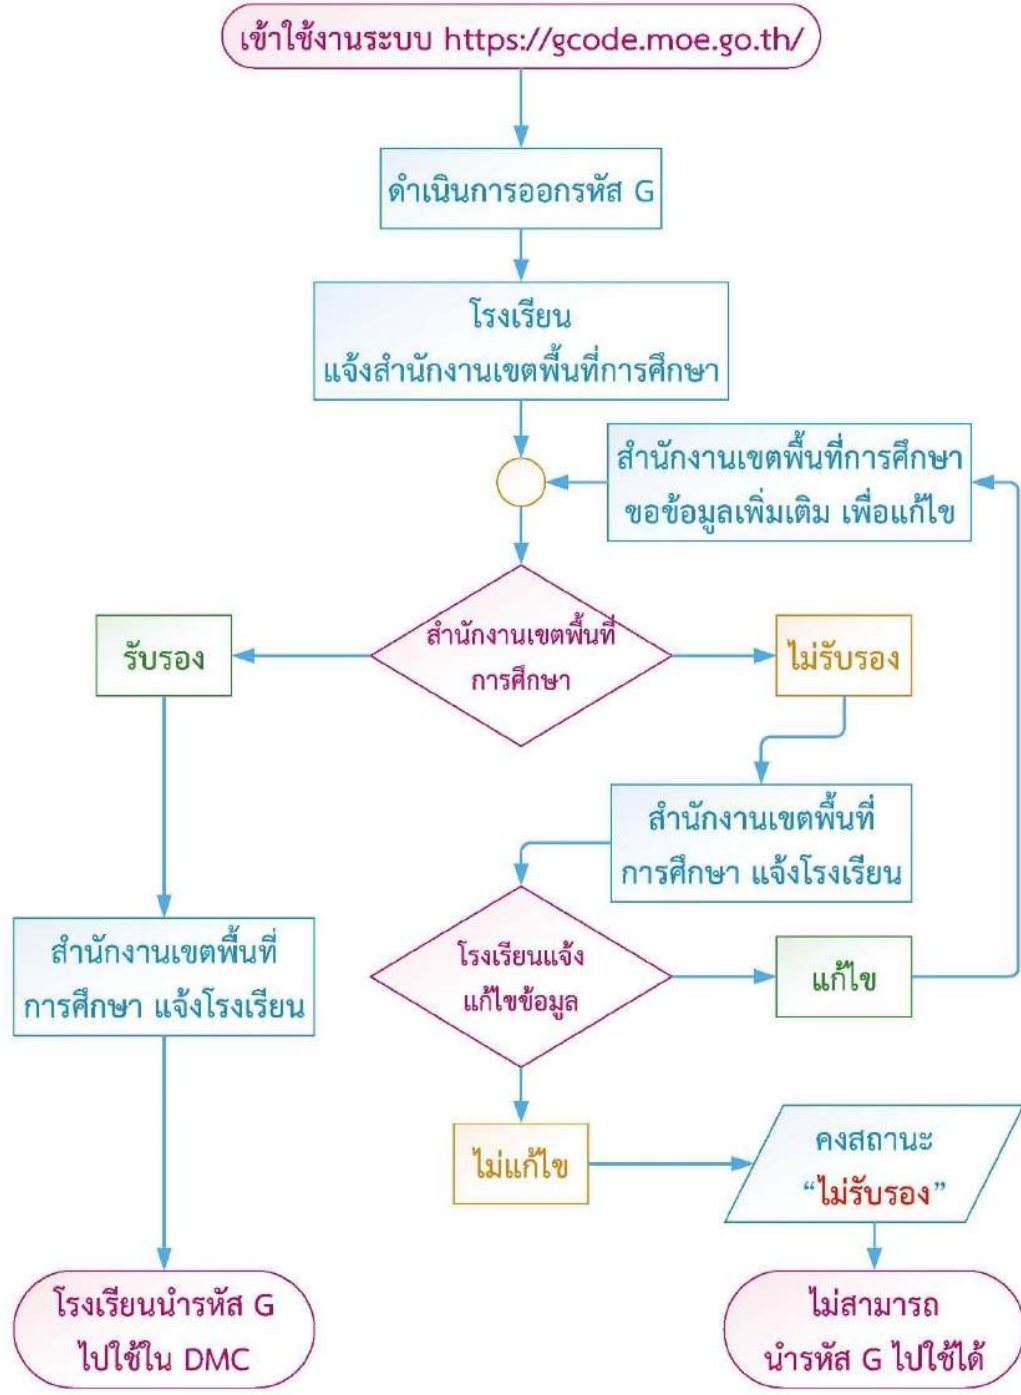 เข้าใช้งานระบบ https://gcode.moe.go.th/
ดำเนินการออกรหัส G
โรงเรียน
แจ้งสำนักงานเขตพื้นที่การศึกษา
สำนักงานเขตพื้นที่การศึกษา
ขอข้อมูลเพิ่มเติม เพื่อแก้ไข
สำนักงานเขตพื้นที่
การศึกษา
รับรอง
ไม่รับรอง
สำนักงานเขตพื้นที่
การศึกษา แจ้งโรงเรียน
สำนักงานเขตพื้นที่
การศึกษา แจ้งโรงเรียน
โรงเรียนแจ้ง
แก้ไขข้อมูล
แก้ไข
ไม่แก้ไข
คงสถานะ
“ไม่รับรอง”
โรงเรียนนำรหัส G
ไปใช้ใน DMC
ไม่สามารถ
นำรหัส G ไปใช้ได้